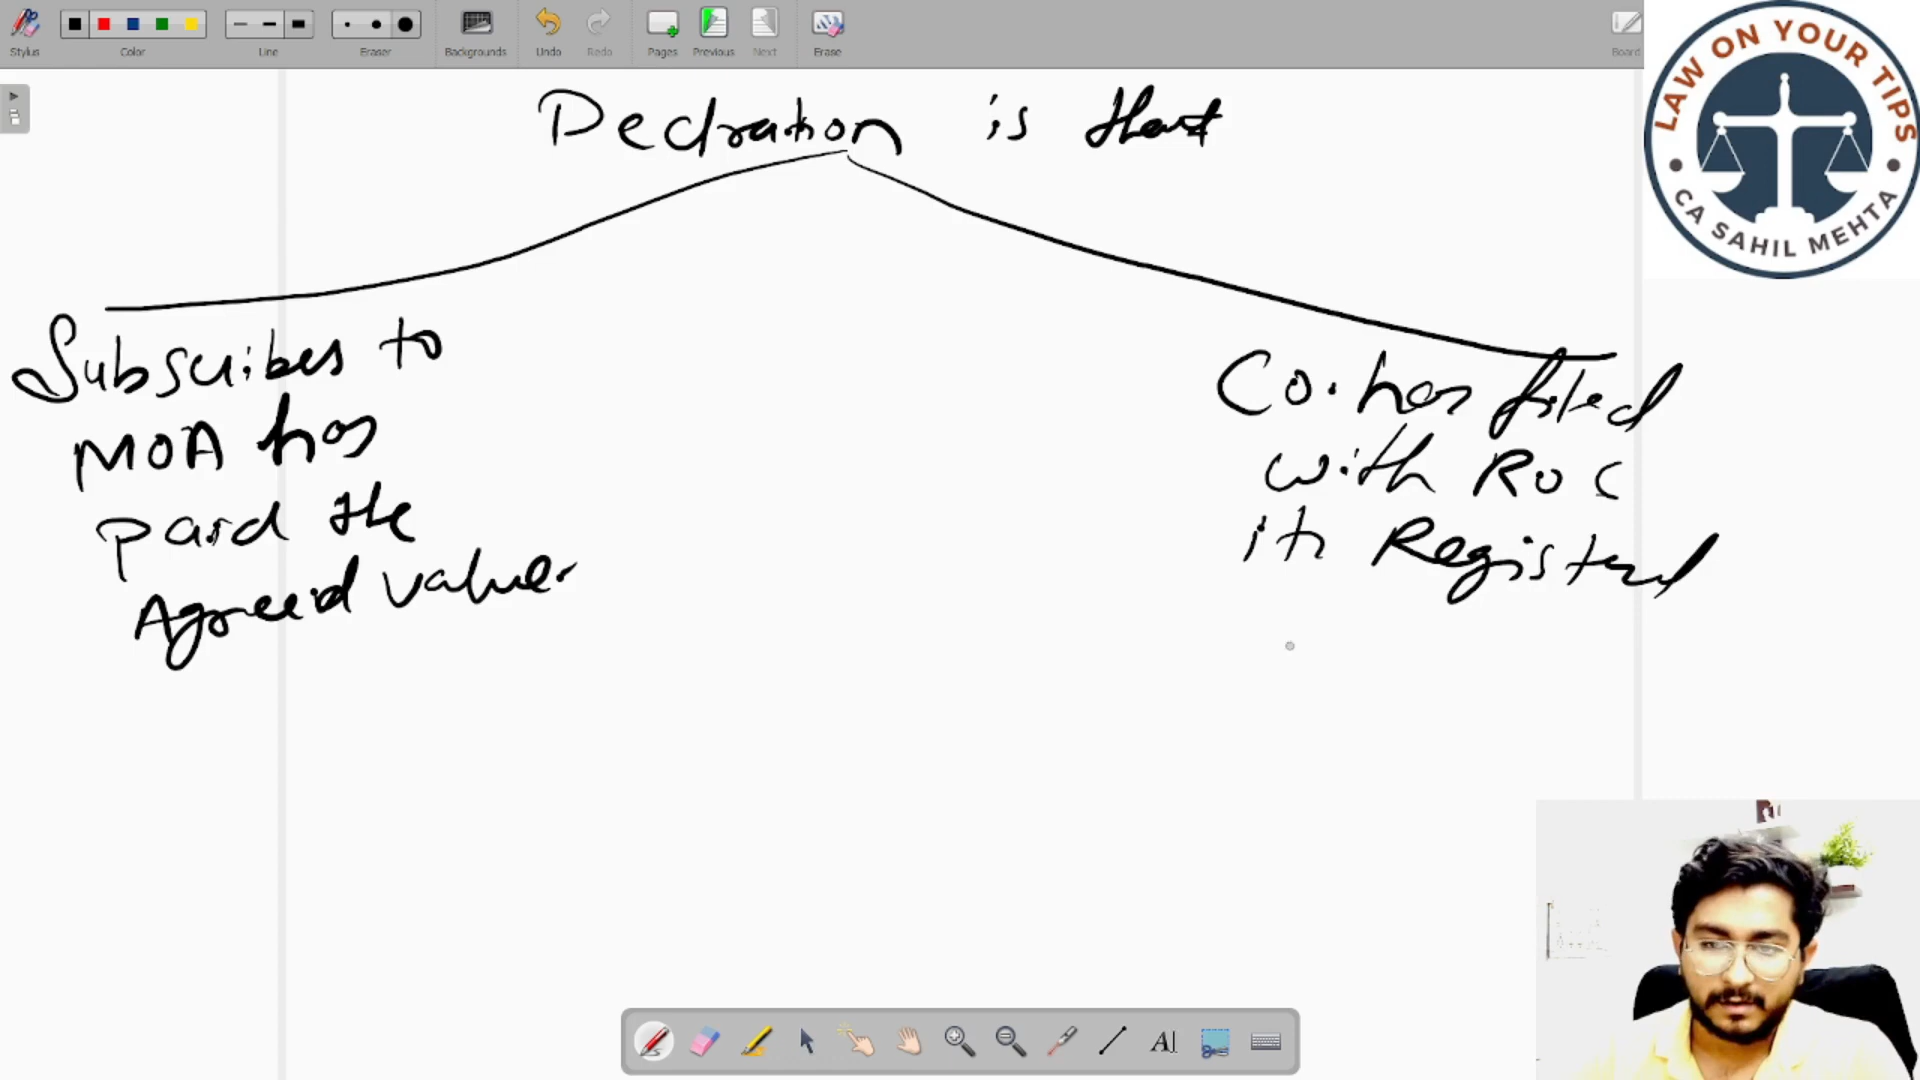 Stylus
Color
Line
Eraser
Backgrounds
Undo
Redo
Pages
Previous
Next
Erase
Board
LAW ON YOUR TIPS
CA SAHIL MEHTA
Declration is that
Subscribes to
MOA has
paid the
Agreed value.
Co. has filed
with ROC
its Registered